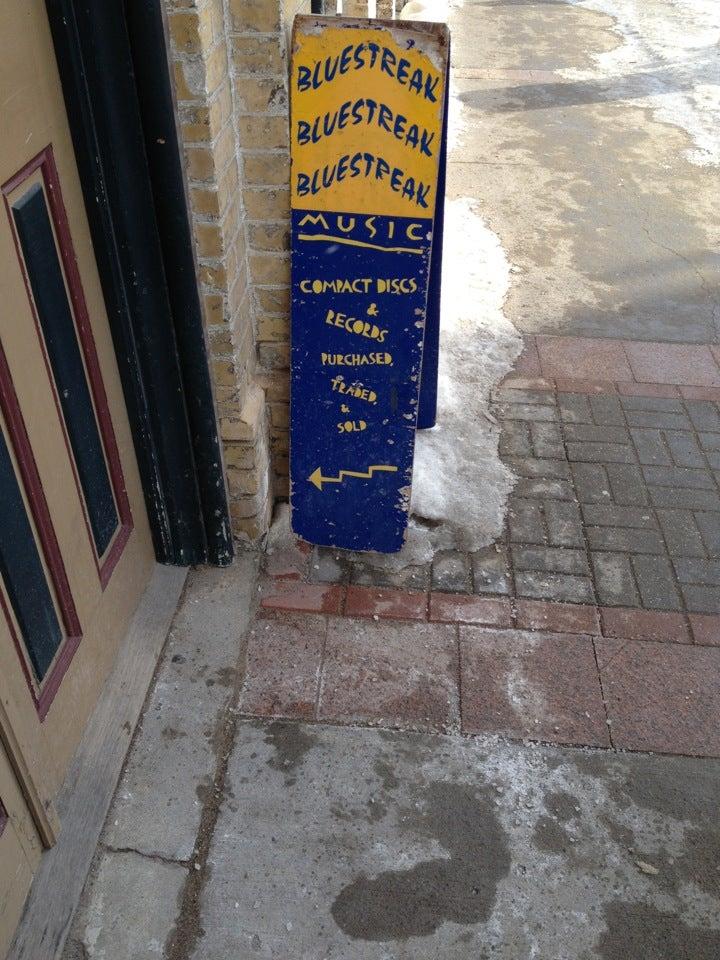 BLUESTREAK
BLUESTREAK
BLUESTREAK
MUSIC
COMPACT DISCS
&
RECORDS
PURCHASED,
TRADED,
&
SOLD